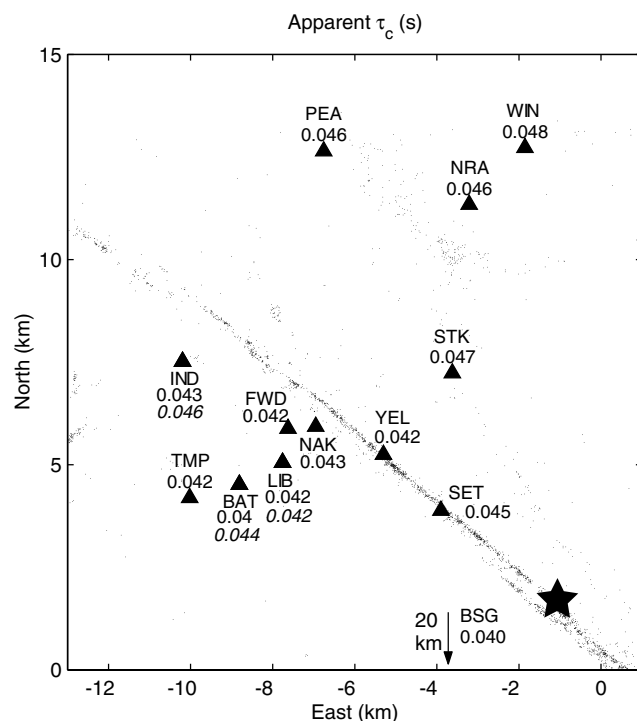 Apparent τc (s)
15
PEA
0.046
WIN
0.048
NRA
0.046
10
STK
0.047
North (km)
IND
0.043
0.046
FWD
0.042
YEL
0.042
NAK
0.043
5
TMP
0.042
LIB
0.042
0.042
BAT
0.04
0.044
SET
0.045
20
km
BSG
0.040
0
-12
-10
-8
-6
-4
-2
0
East (km)